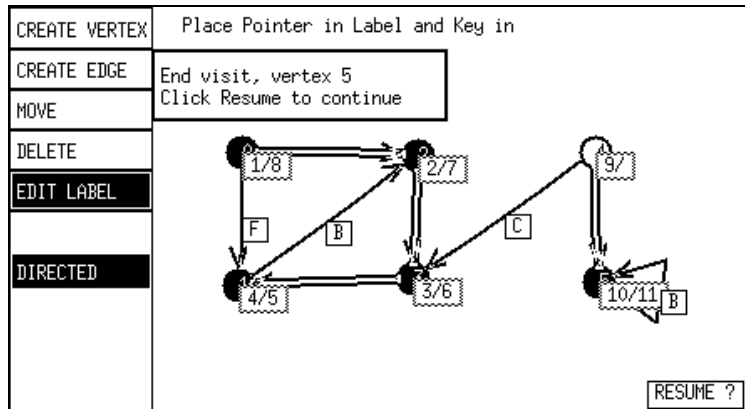 CREATE VERTEX
CREATE EDGE
MOVE
DELETE
EDIT LABEL
DIRECTED
Place Pointer in Label and Key in
End visit, vertex 5
Click Resume to continue
1/8
2/7
9/
F
B
C
4/5
3/6
10/11
B
RESUME ?